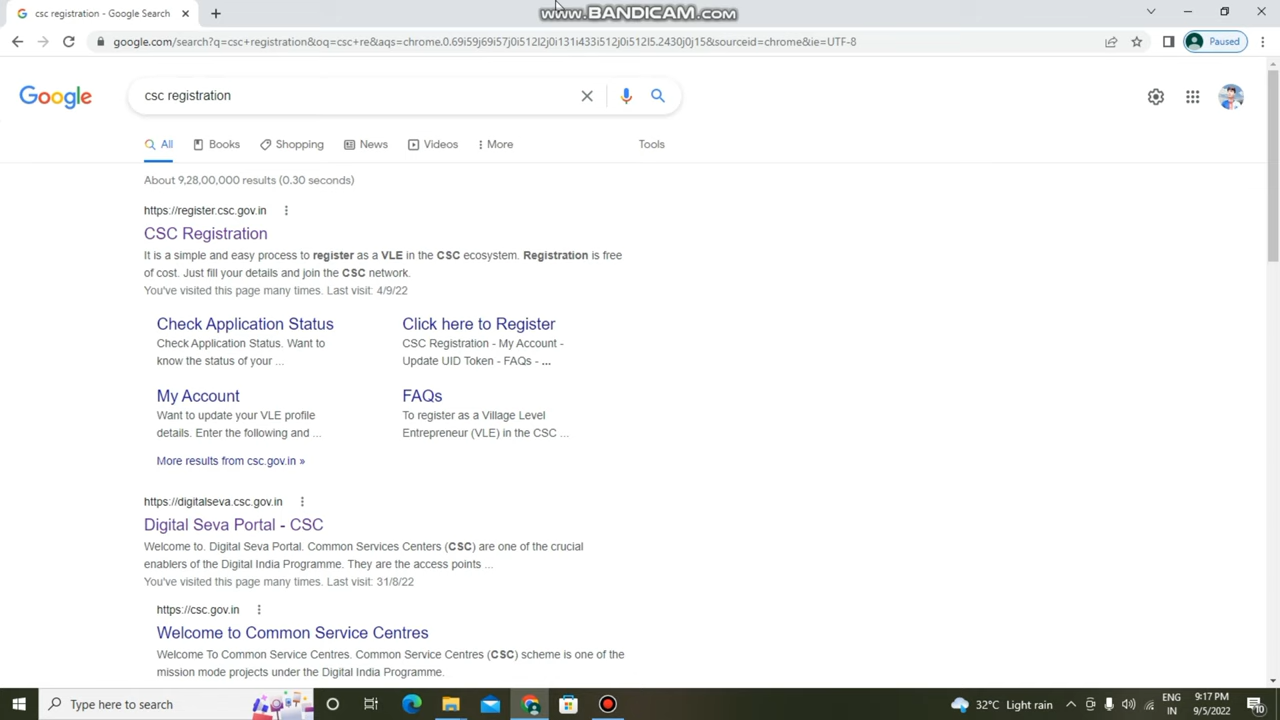 csc registration - Google Search
www.BANDICAM.com
google.com/search?q=csc+registration&oq=csc+re&aqs=chrome.0.69i59j69i57j0i512l2j0i131i433i512j0i512l5.2430j0j15&sourceid=chrome&ie=UTF-8
Paused
Google
csc registration
All
Books
Shopping
News
Videos
More
Tools
About 9,28,00,000 results (0.30 seconds)
https://register.csc.gov.in
CSC Registration
It is a simple and easy process to register as a VLE in the CSC ecosystem. Registration is free
of cost. Just fill your details and join the CSC network.
You've visited this page many times. Last visit: 4/9/22
Check Application Status
Check Application Status. Want to
know the status of your ...
Click here to Register
CSC Registration - My Account -
Update UID Token - FAQs - ...
My Account
Want to update your VLE profile
details. Enter the following and ...
FAQs
To register as a Village Level
Entrepreneur (VLE) in the CSC ...
More results from csc.gov.in »
https://digitalseva.csc.gov.in
Digital Seva Portal - CSC
Welcome to. Digital Seva Portal. Common Services Centers (CSC) are one of the crucial
enablers of the Digital India Programme. They are the access points ...
You've visited this page many times. Last visit: 31/8/22
https://csc.gov.in
Welcome to Common Service Centres
Welcome To Common Service Centres. Common Service Centres (CSC) scheme is one of the
mission mode projects under the Digital India Programme.
Type here to search
32°C Light rain
ENG
IN
9:17 PM
9/5/2022
10